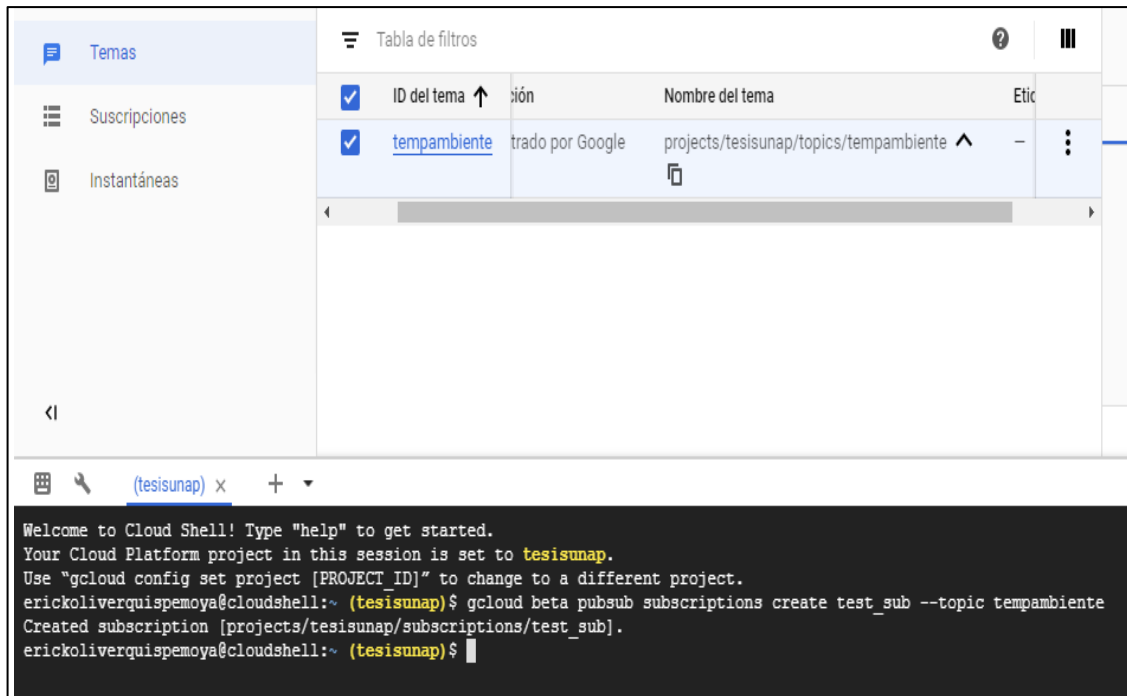 Temas
Suscripciones
Instantáneas
Tabla de filtros
ID del tema ción Nombre del tema Etic
tempambiente trado por Google projects/tesisunap/topics/tempambiente –
(tesisunap)
Welcome to Cloud Shell! Type "help" to get started.
Your Cloud Platform project in this session is set to tesisunap.
Use “gcloud config set project [PROJECT_ID]” to change to a different project.
erickoliverquispemoya@cloudshell:~ (tesisunap)$ gcloud beta pubsub subscriptions create test_sub --topic tempambiente
Created subscription [projects/tesisunap/subscriptions/test_sub].
erickoliverquispemoya@cloudshell:~ (tesisunap)$